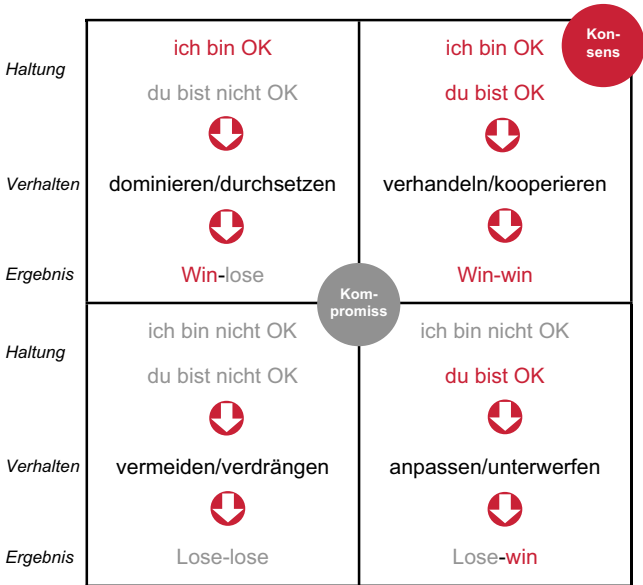 Haltung
ich bin OK
ich bin OK
Kon-
sens
du bist nicht OK
du bist OK
Verhalten
dominieren/durchsetzen
verhandeln/kooperieren
Ergebnis
Win-lose
Win-win
Kom-
promiss
Haltung
ich bin nicht OK
ich bin nicht OK
du bist nicht OK
du bist OK
Verhalten
vermeiden/verdrängen
anpassen/unterwerfen
Ergebnis
Lose-lose
Lose-win